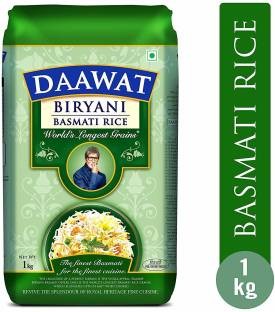 DAAWAT
BIRYANI
BASMATI RICE
World's Longest Grains*
NET WT.
1kg
The finest Basmati
for the finest cuisine.
REVIVE THE SPLENDOUR OF ROYAL HERITAGE FINE CUISINE.
BASMATI RICE
1
kg